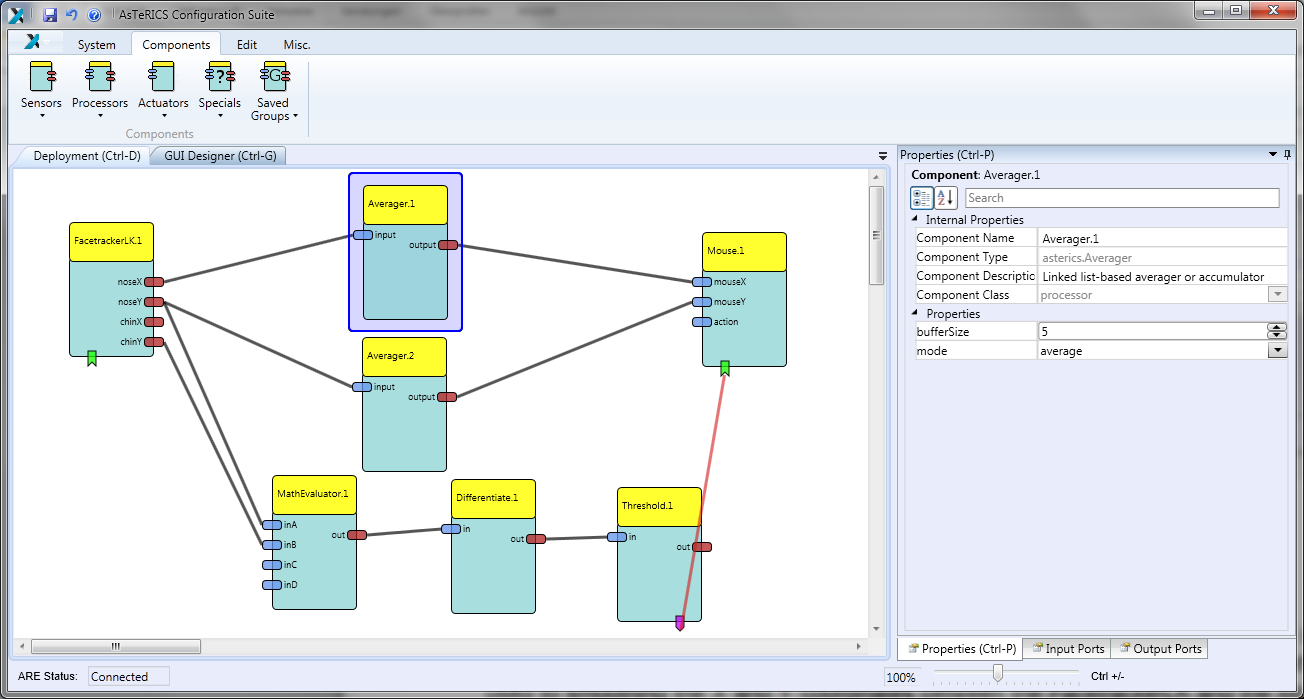 AsTeRICS Configuration Suite
System Components Edit Misc.
Sensors Processors Actuators Specials Saved Groups
Components
Deployment (Ctrl-D) GUI Designer (Ctrl-G)
FacetrackerLK.1
noseX
noseY
chinX
chinY
Averager.1
input
output
Averager.2
input
output
Mouse.1
mouseX
mouseY
action
MathEvaluator.1
inA
out
inB
inC
inD
Differentiate.1
in
out
Threshold.1
in
out
Properties (Ctrl-P)
Component: Averager.1
Search
Internal Properties
Component Name Averager.1
Component Type asterics.Averager
Component Descriptio Linked list-based averager or accumulator
Component Class processor
Properties
bufferSize 5
mode average
Properties (Ctrl-P) Input Ports Output Ports
ARE Status: Connected
100% Ctrl +/-